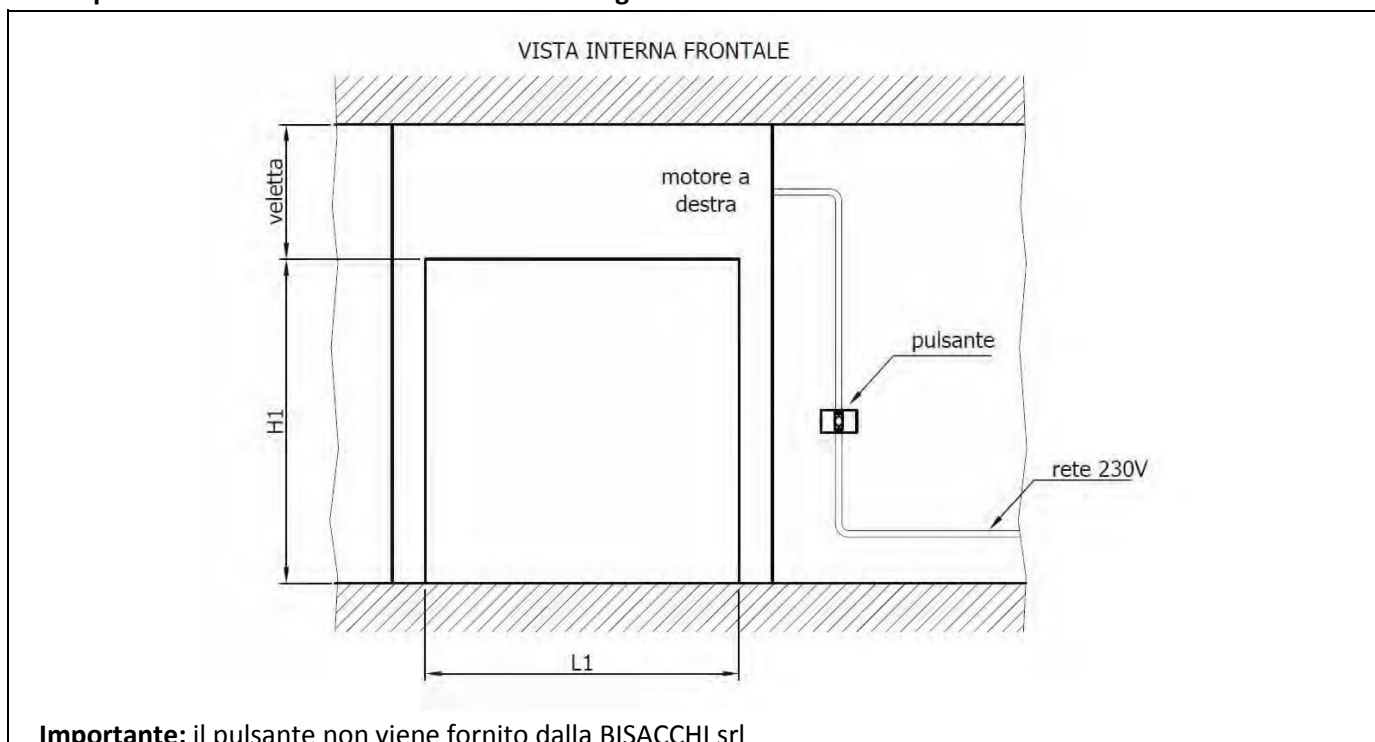 VISTA INTERNA FRONTALE
veletta
motore a
destra
pulsante
H1
rete 230V
L1
Importante: il pulsante non viene fornito dalla BISACCHI srl